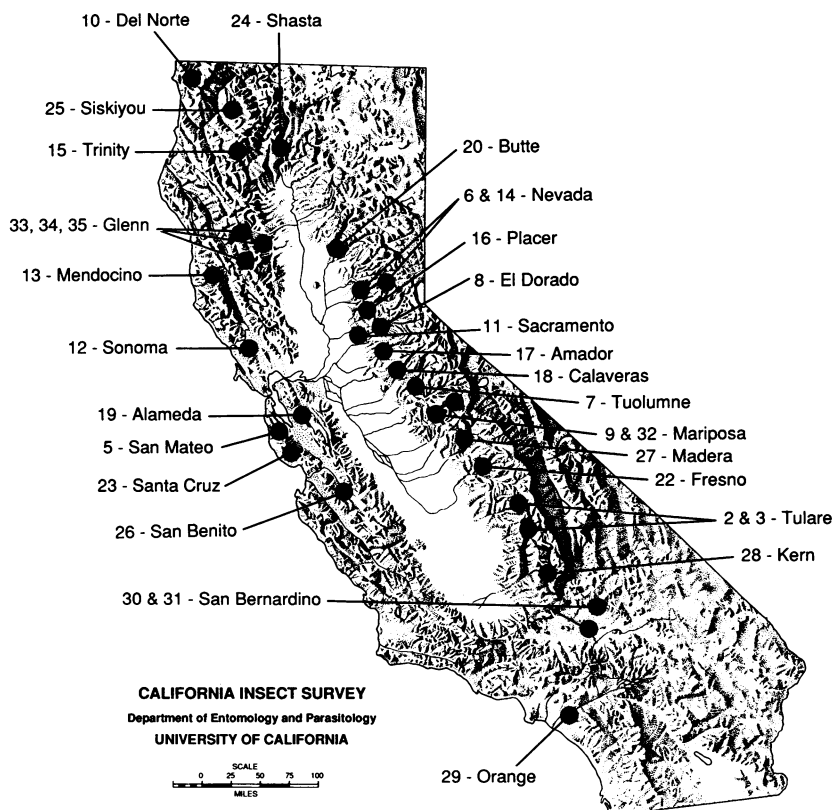 10 - Del Norte
24 - Shasta
25 - Siskiyou
15 - Trinity
20 - Butte
6 & 14 - Nevada
33, 34, 35 - Glenn
16 - Placer
13 - Mendocino
8 - El Dorado
11 - Sacramento
12 - Sonoma
17 - Amador
18 - Calaveras
7 - Tuolumne
19 - Alameda
9 & 32 - Mariposa
5 - San Mateo
27 - Madera
23 - Santa Cruz
22 - Fresno
2 & 3 - Tulare
26 - San Benito
28 - Kern
30 & 31 - San Bernardino
CALIFORNIA INSECT SURVEY
Department of Entomology and Parasitology
UNIVERSITY OF CALIFORNIA
SCALE
0 25 50 75 100
MILES
29 - Orange